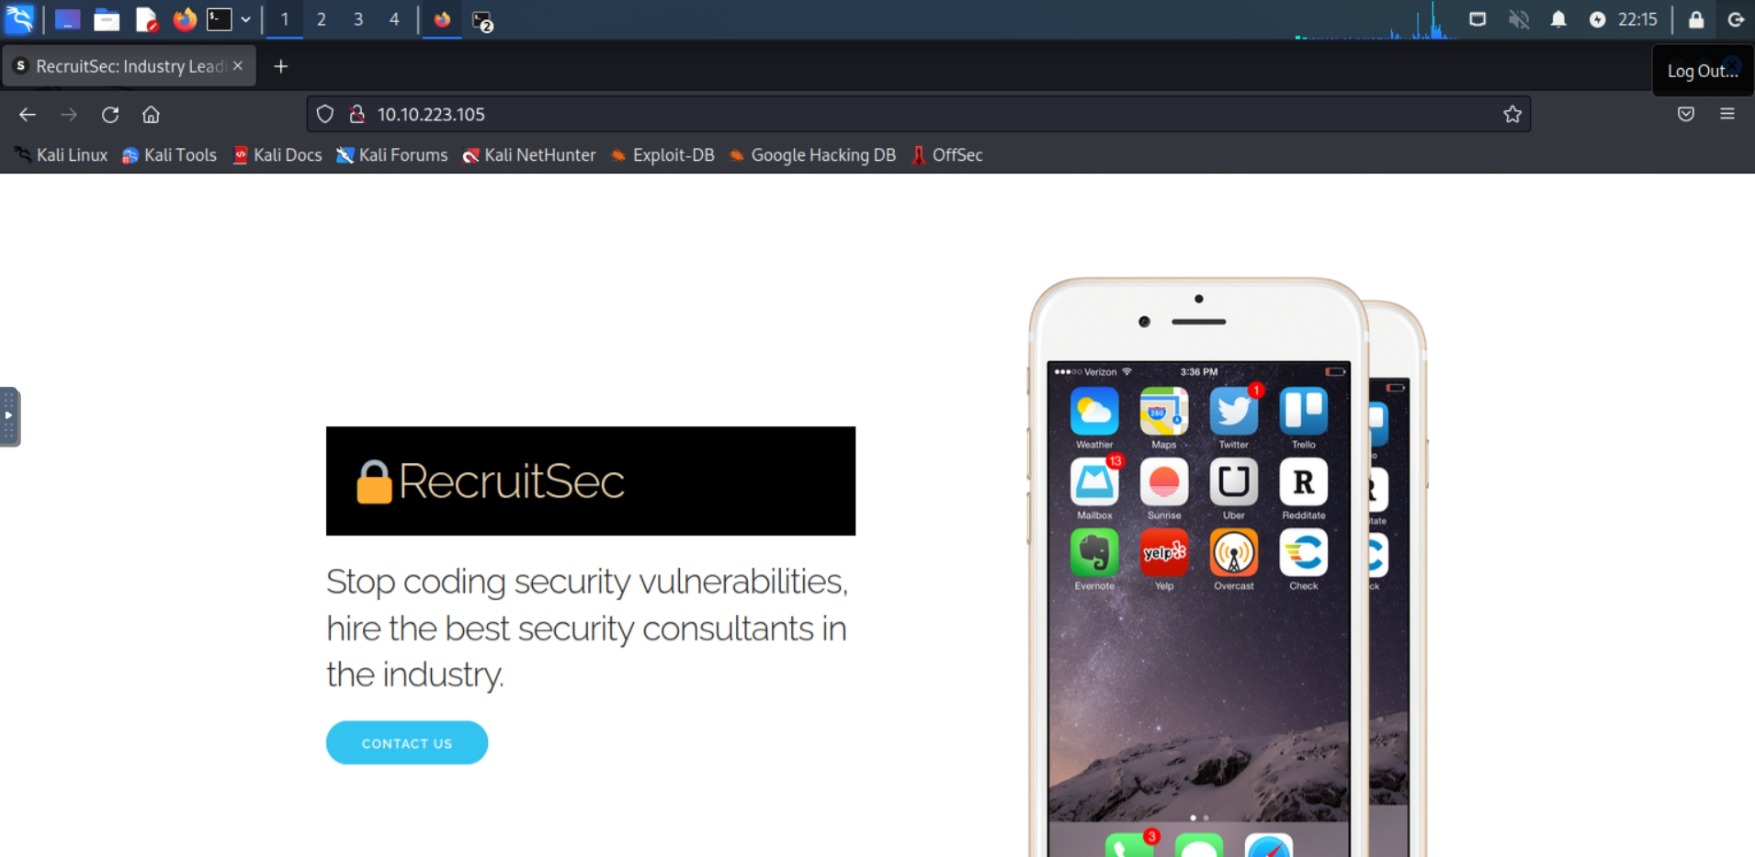 1 2 3 4 2 22:15
RecruitSec: Industry Lead
Log Out...
10.10.223.105
Kali Linux Kali Tools Kali Docs Kali Forums Kali NetHunter Exploit-DB Google Hacking DB OffSec
RecruitSec
Stop coding security vulnerabilities,
hire the best security consultants in
the industry.
CONTACT US
Verizon 3:36 PM
280 1
Weather Maps Twitter Trello
13 R
Mailbox Sunrise Uber Redditate
yelp
Evernote Yelp Overcast Check
3